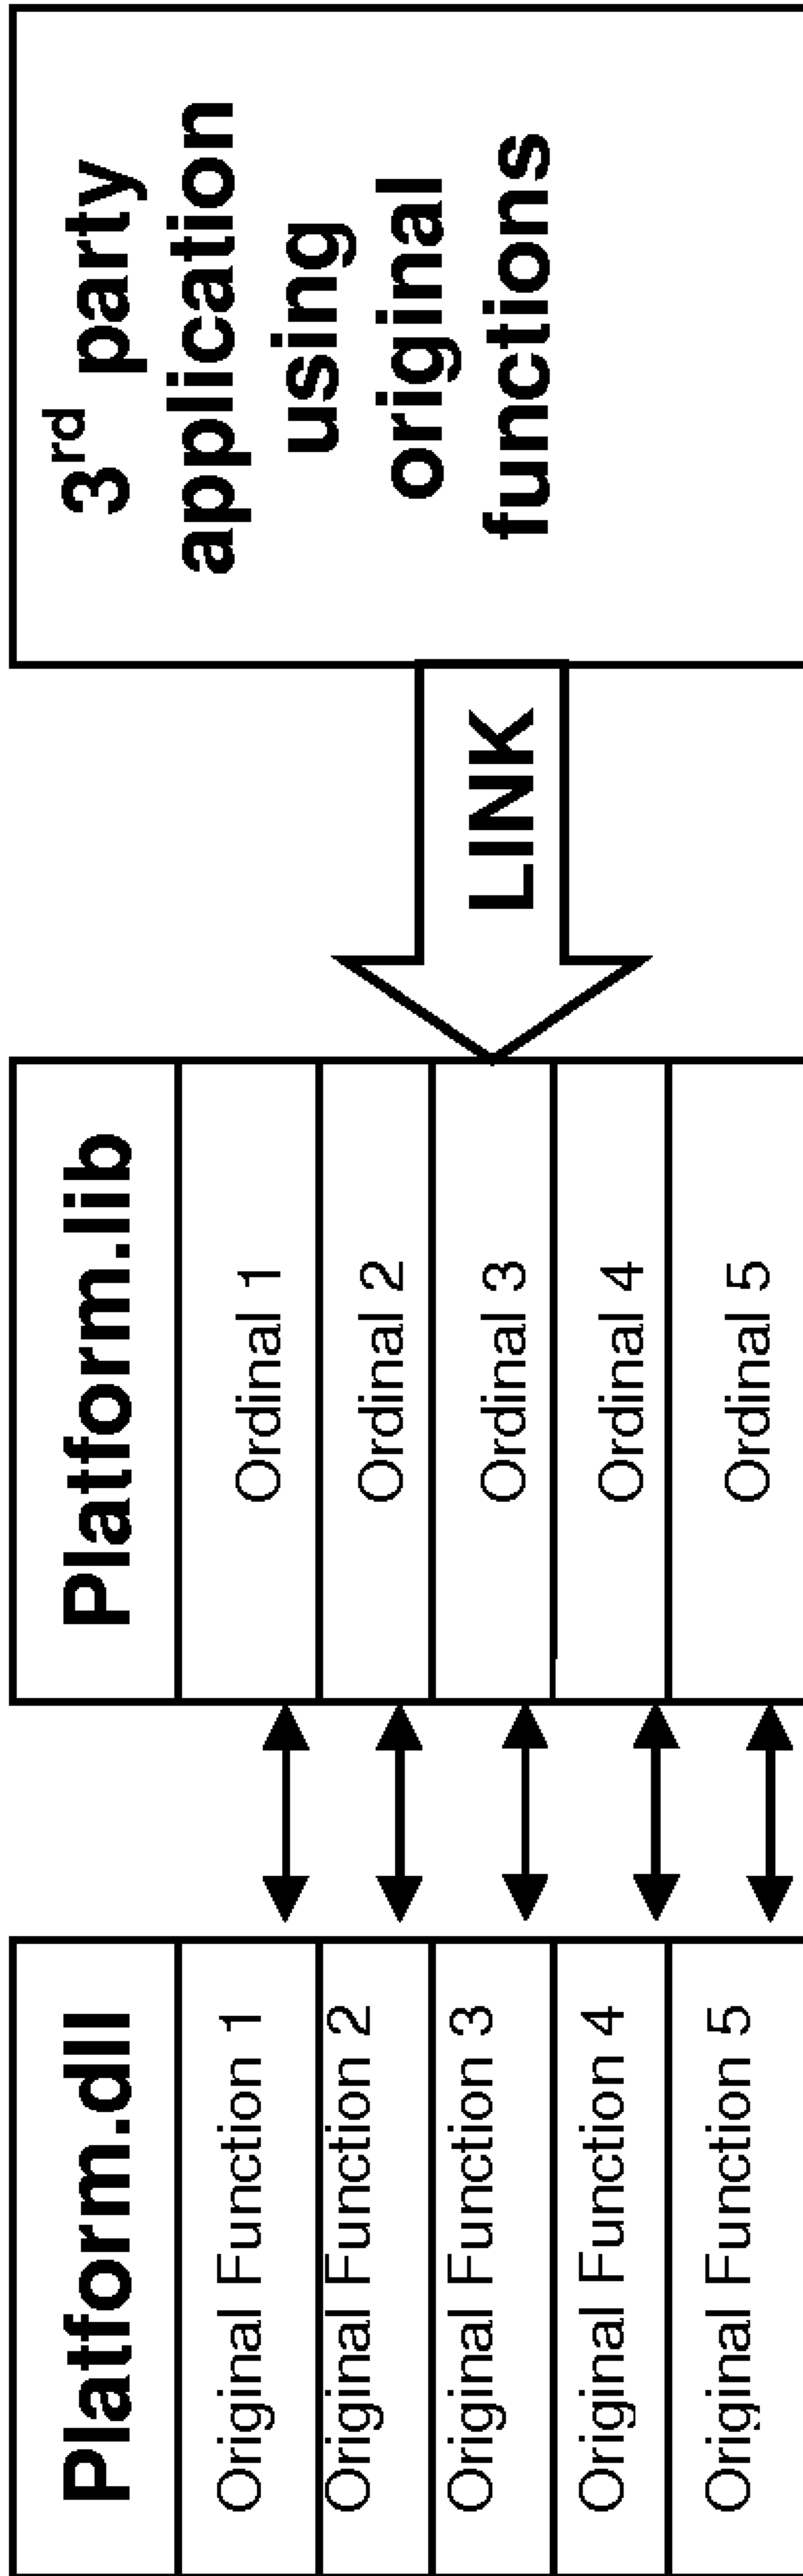 Platform.dll
Original Function 1
Original Function 2
Original Function 3
Original Function 4
Original Function 5
Platform.lib
Ordinal 1
Ordinal 2
Ordinal 3
Ordinal 4
Ordinal 5
LINK
3rd party
application
using
original
functions